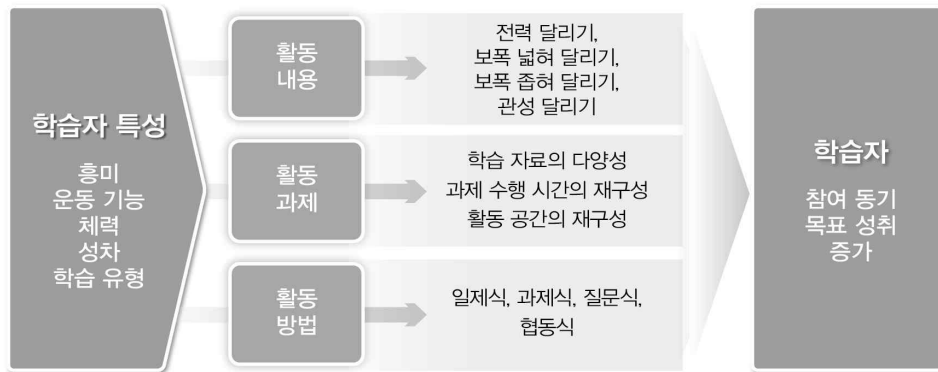 학습자 특성
흥미
운동 기능
체력
성차
학습 유형
활동
내용
전력 달리기,
보폭 넓혀 달리기,
보폭 좁혀 달리기,
관성 달리기
활동
과제
학습 자료의 다양성
과제 수행 시간의 재구성
활동 공간의 재구성
활동
방법
일제식, 과제식, 질문식,
협동식
학습자
참여 동기
목표 성취
증가